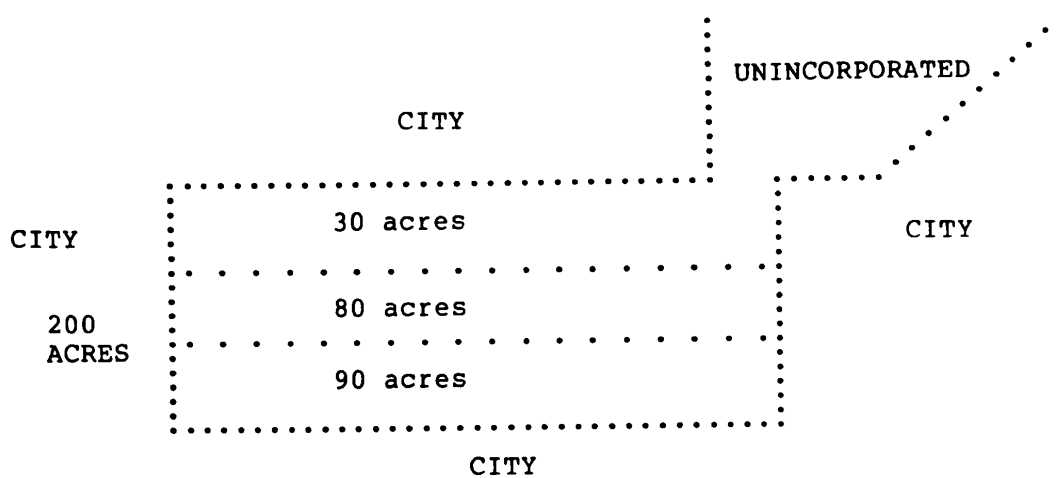 UNINCORPORATED
CITY
30 acres
CITY
CITY
80 acres
200
ACRES
90 acres
CITY